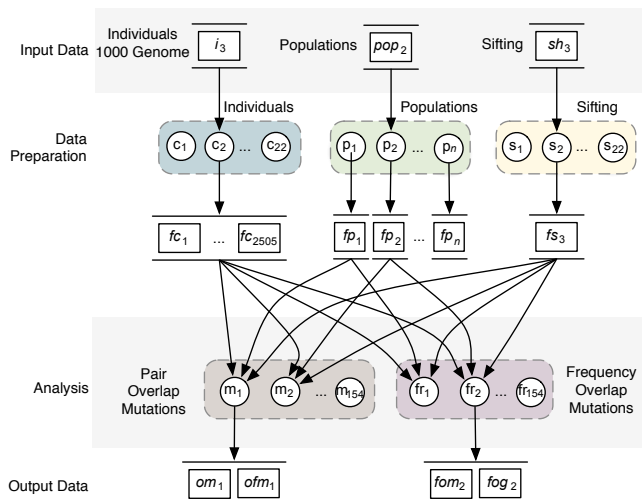 Input Data
Individuals
1000 Genome
i3
Populations
pop2
Sifting
sh3
Data
Preparation
Individuals
c1 c2 ... c22
Populations
p1 p2 ... pn
Sifting
s1 s2 ... s22
fc1 ... fc2505
fp1 fp2 ... fpn
fs3
Analysis
Pair
Overlap
Mutations
m1 m2 ... m154
fr1 fr2 ... fr154
Frequency
Overlap
Mutations
Output Data
om1 ofm1
fom2 fog2